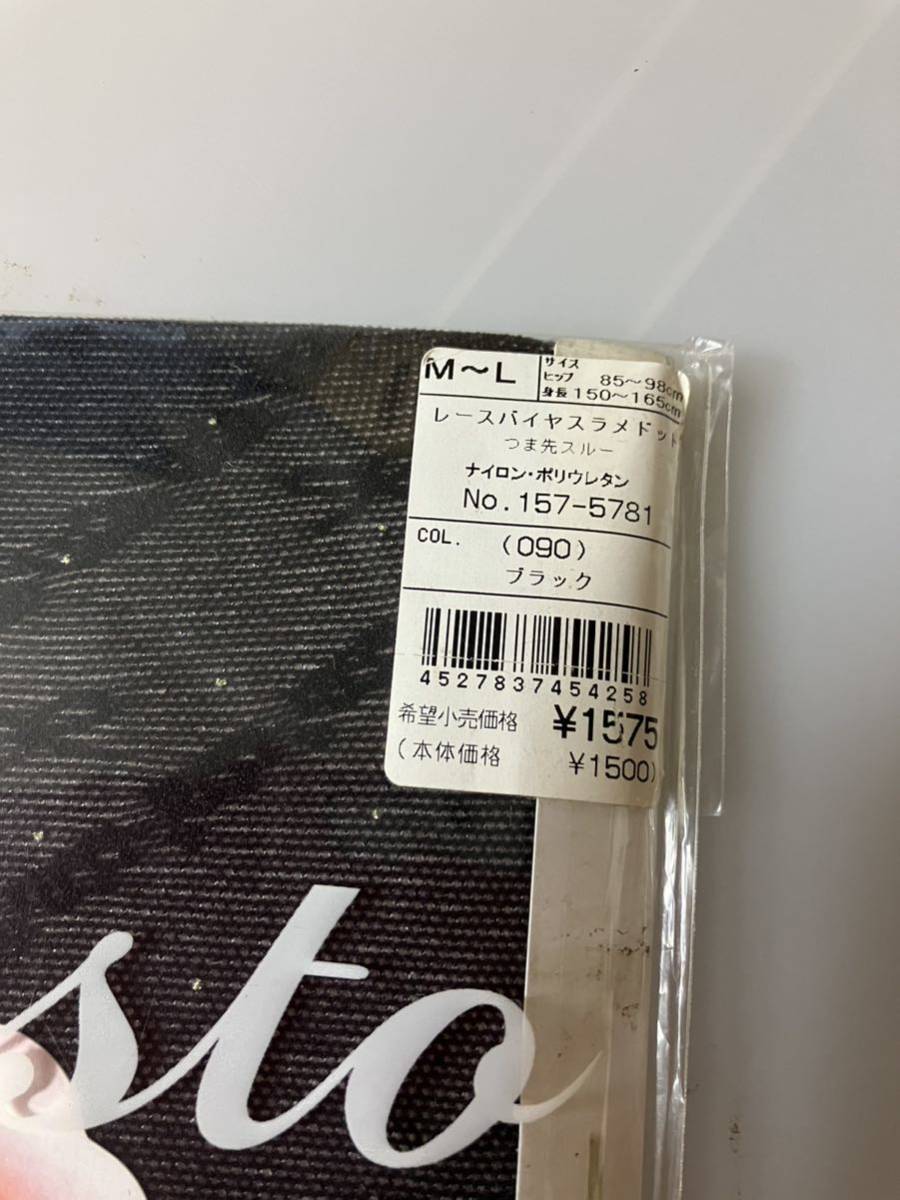 M～L
サイズ
ヒップ 85～98cm
身長 150～165cm
レースバイヤスラメドット
つま先スルー
ナイロン・ポリウレタン
No.157-5781
COL. (090)
ブラック
4527837454258
希望小売価格 ¥1575
(本体価格 ¥1500)
sto